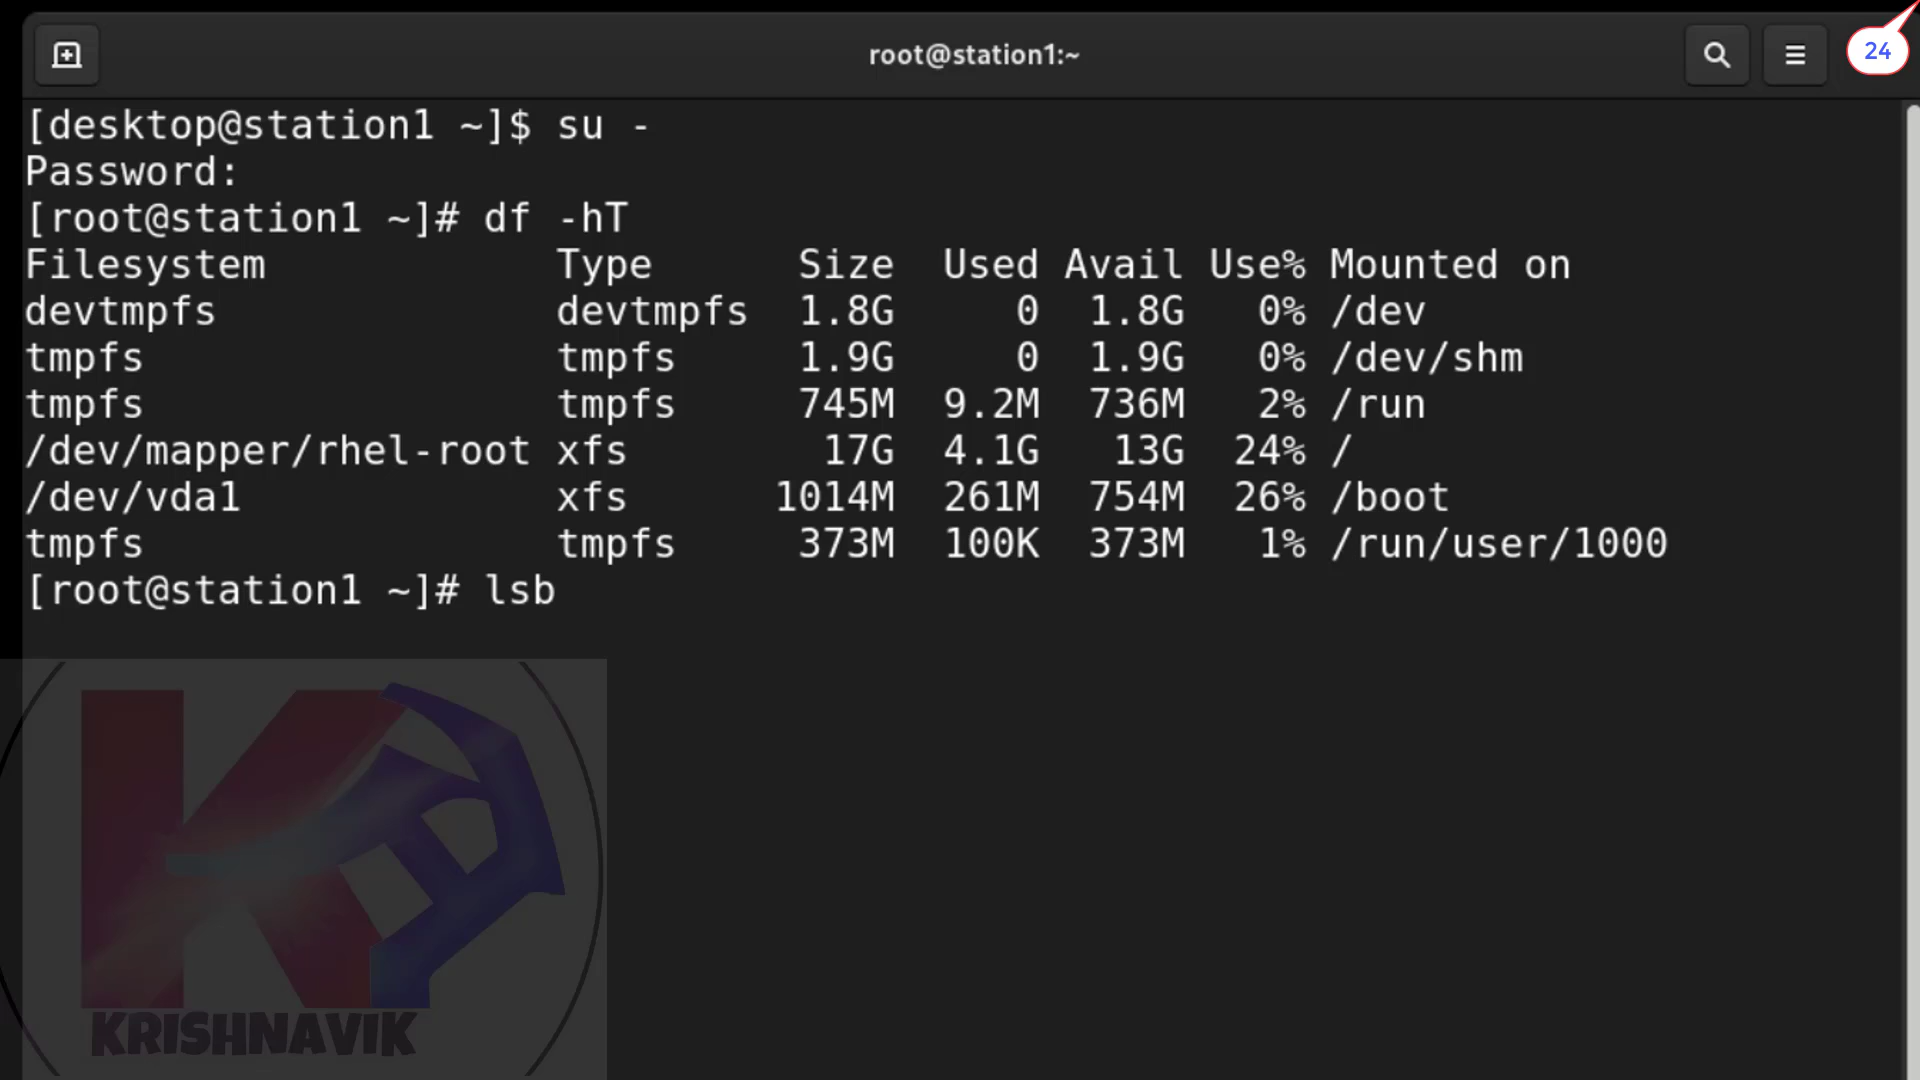 root@station1:~
24
[desktop@station1 ~]$ su -
Password:
[root@station1 ~]# df -hT
Filesystem            Type      Size  Used Avail Use% Mounted on
devtmpfs              devtmpfs  1.8G     0  1.8G   0% /dev
tmpfs                 tmpfs     1.9G     0  1.9G   0% /dev/shm
tmpfs                 tmpfs     745M  9.2M  736M   2% /run
/dev/mapper/rhel-root xfs        17G  4.1G   13G  24% /
/dev/vda1             xfs      1014M  261M  754M  26% /boot
tmpfs                 tmpfs     373M  100K  373M   1% /run/user/1000
[root@station1 ~]# lsb
KRISHNAVIK